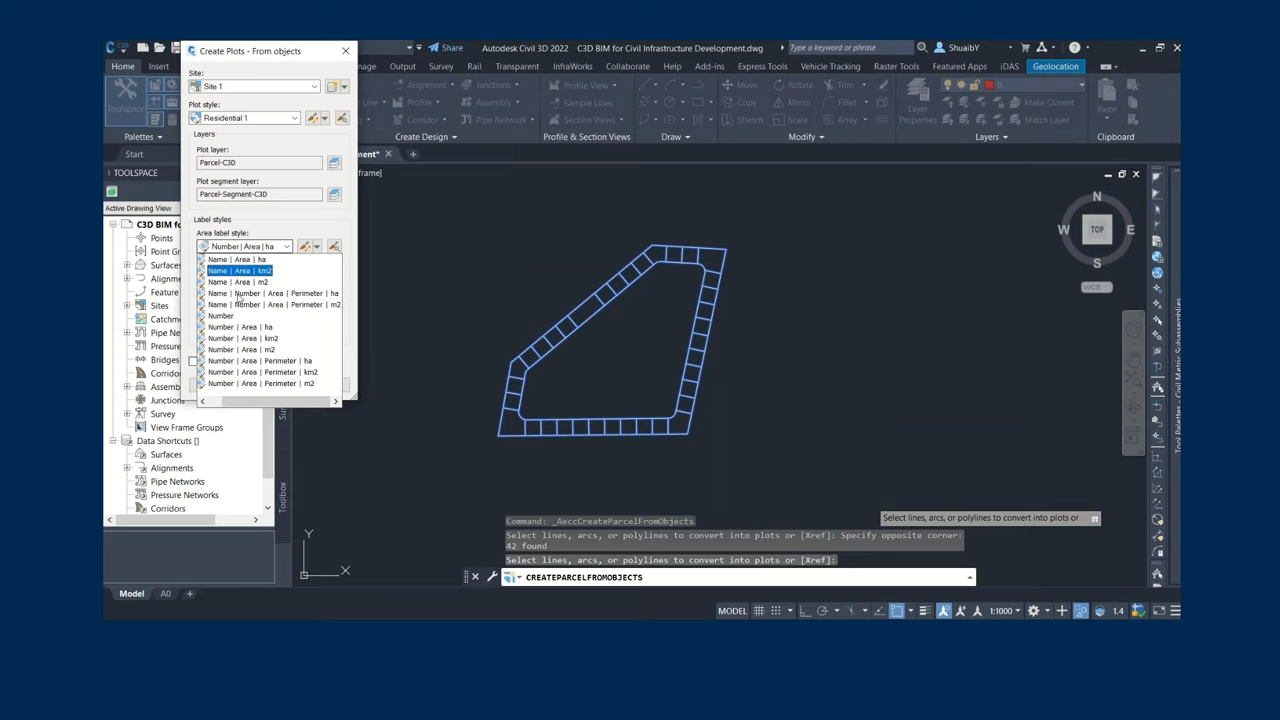 Create Plots - From objects
Share
Autodesk Civil 3D 2022
C3D BIM for Civil Infrastructure Development.dwg
Type a keyword or phrase
ShuaibY
Home
Insert
Output
Survey
Rail
Transparent
InfraWorks
Collaborate
Help
Add-ins
Express Tools
Vehicle Tracking
Raster Tools
Featured Apps
iDAS
Geolocation
Toolspace
Palettes
Site:
Site 1
Plot style:
Residential 1
Layers
Plot layer:
Parcel-C3D
Plot segment layer:
Parcel-Segment-C3D
Label styles
Area label style:
Number | Area | ha
Name | Area | ha
Name | Area | km2
Name | Area | m2
Name | Number | Area | Perimeter | ha
Name | Number | Area | Perimeter | m2
Number
Number | Area | ha
Number | Area | km2
Number | Area | m2
Number | Area | Perimeter | ha
Number | Area | Perimeter | km2
Number | Area | Perimeter | m2
Alignment
Profile
Assembly
Pipe Network
Create Design
Profile View
Sample Lines
Section Views
Profile & Section Views
Draw
Move
Copy
Stretch
Rotate
Mirror
Scale
Trim
Fillet
Array
Modify
Layer
Properties
0
Make Current
Match Layer
Layers
Paste
Clipboard
Start
TOOLSPACE
Active Drawing View
Points
Sites
Bridges
Junctions
Survey
View Frame Groups
Data Shortcuts []
Surfaces
Alignments
Pipe Networks
Pressure Networks
Corridors
Toolbox
N
W
TOP
E
S
WCS
Tool Palettes - Civil Metric Subassemblies
Y
X
Command: _AeccCreateParcelFromObjects
Select lines, arcs, or polylines to convert into plots or [Xref]: Specify opposite corner:
42 found
Select lines, arcs, or polylines to convert into plots or [Xref]:
Select lines, arcs, or polylines to convert into plots or
CREATEPARCELFROMOBJECTS
Model
A0
MODEL
1:1000
1.4